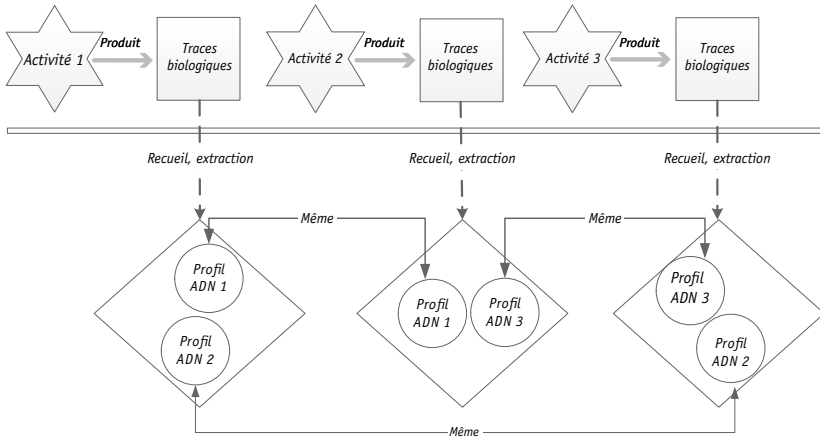 Activité 1
Produit
Traces
biologiques
Activité 2
Produit
Traces
biologiques
Activité 3
Produit
Traces
biologiques
Recueil, extraction
Recueil, extraction
Recueil, extraction
Même
Même
Profil
ADN 1
Profil
ADN 2
Profil
ADN 1
Profil
ADN 3
Profil
ADN 3
Profil
ADN 2
Même